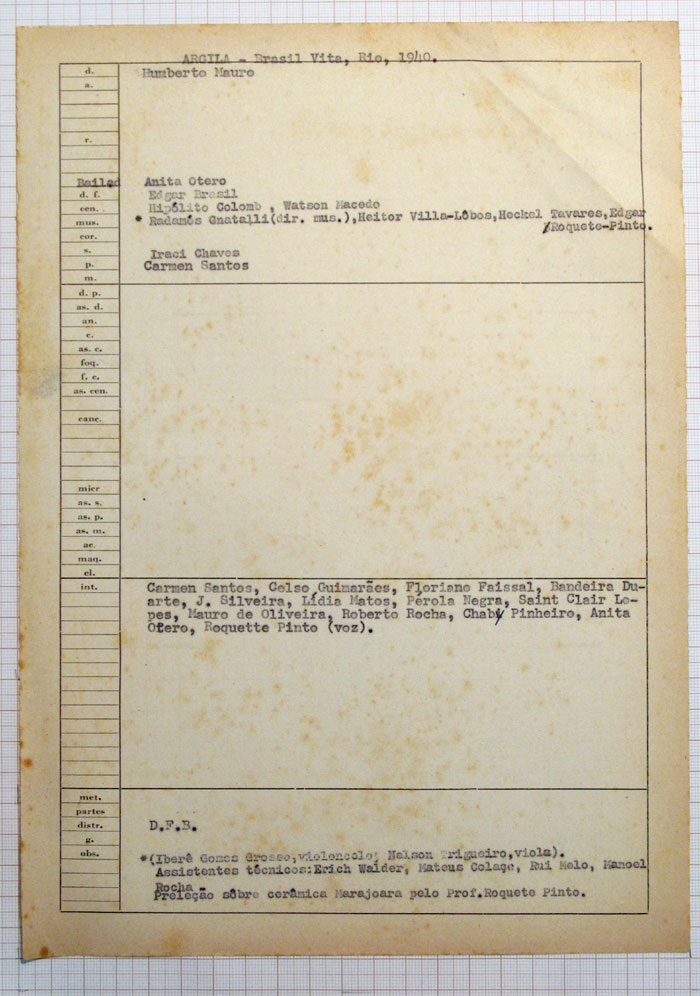 ARGILA - Brasil Vita, Rio, 1940.
d. Humberto Mauro
a.
r.
Bailad Anita Otero
d. f. Edgar Brasil
cen. Hipólito Colomb , Watson Macedo
mus. * Radamés Gnatalli(dir. mus.),Heitor Villa-Lôbos,Heckel Tavares,Edgar
cor. /Roquete-Pinto.
s. Iraci Chaves
p. Carmen Santos
m.
d. p.
as. d.
an.
c.
as. c.
foq.
f. c.
as. cen.
canc.
micr
as. s.
as. p.
as. m.
ac.
maq.
el.
int. Carmen Santos, Celso Guimarães, Floriano Faissal, Bandeira Du-
arte, J. Silveira, Lídia Matos, Pérola Negra, Saint Clair Lo-
pes, Mauro de Oliveira, Roberto Rocha, Chaby Pinheiro, Anita
Otero, Roquette Pinto (voz).
met.
partes
distr. D.F.B.
g.
obs. *(Iberê Gomes Grosso,violoncelo; Nelson Trigueiro,viola).
Assistentes técnicos:Erich Walder, Mateus Colaço, Rui Melo, Manoel
Rocha -
Preleção sôbre cerâmica Marajoara pelo Prof.Roquete Pinto.